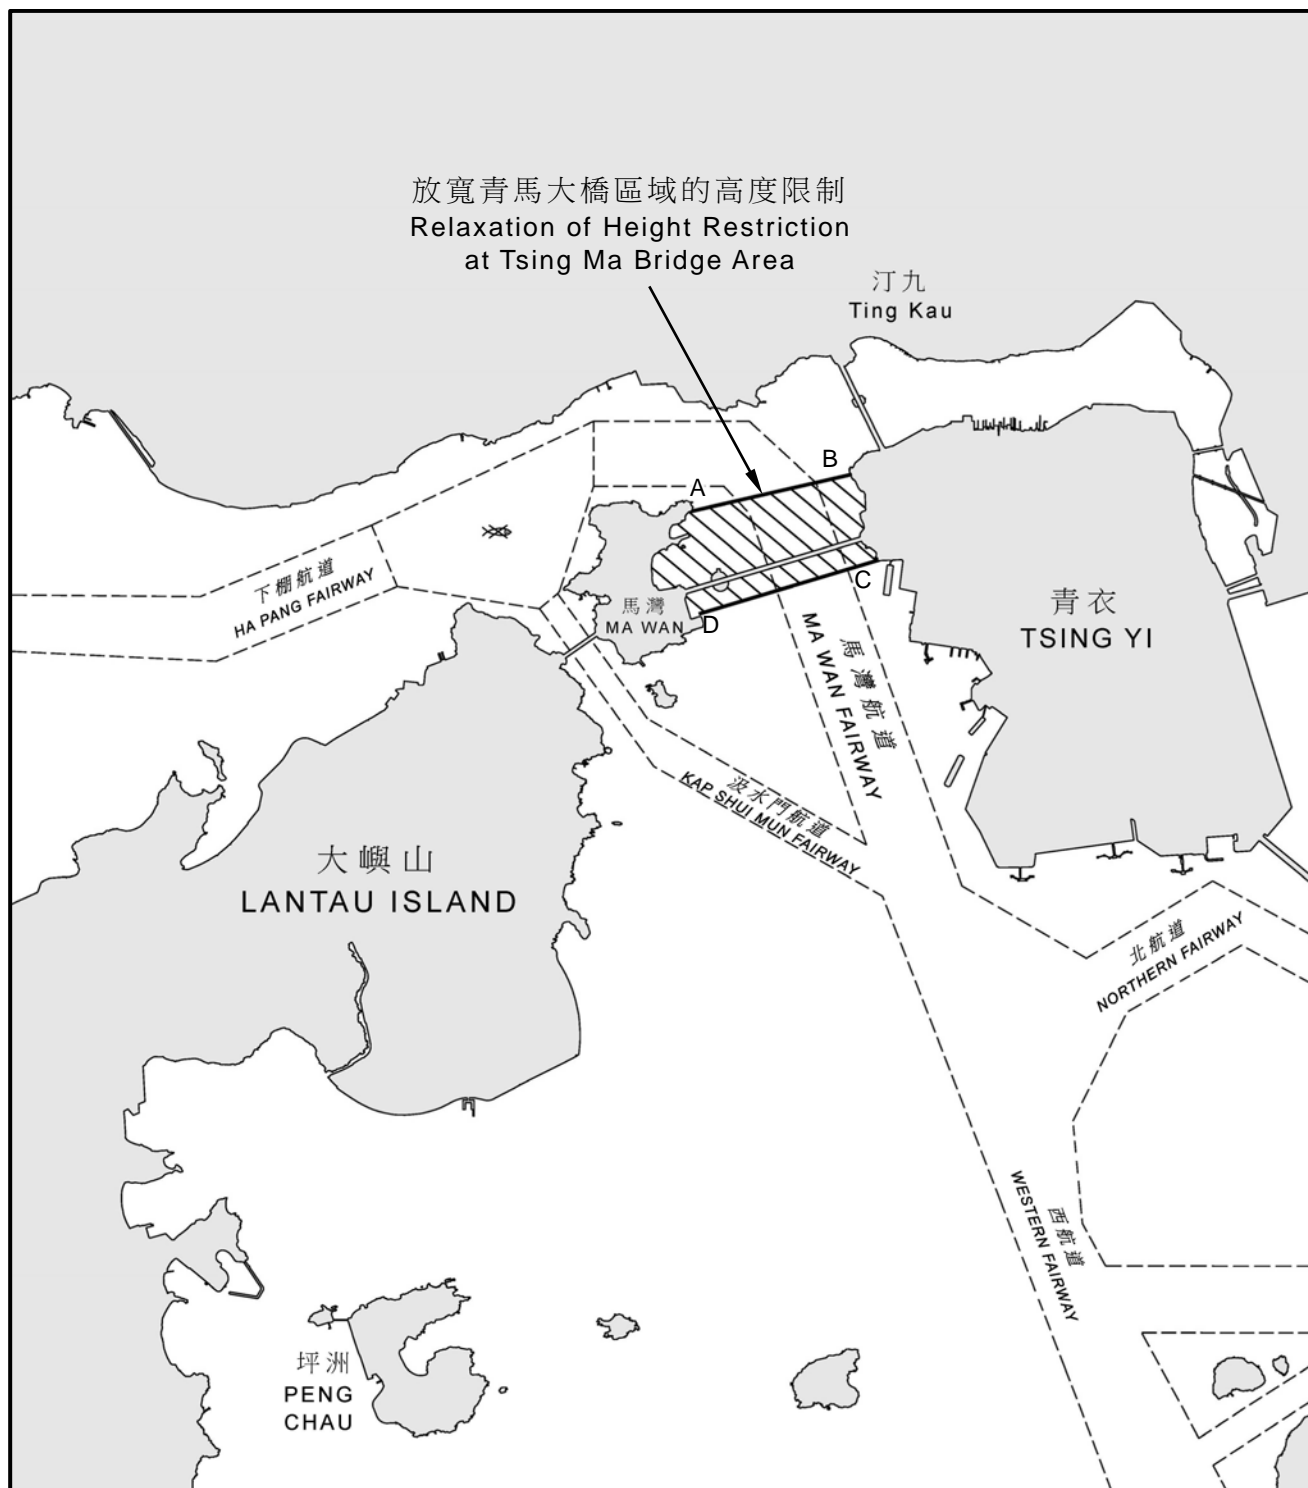 放寬青馬大橋區域的高度限制
Relaxation of Height Restriction
at Tsing Ma Bridge Area
汀九
Ting Kau
B
A
下棚航道
HA PANG FAIRWAY
C
馬灣
MA WAN
D
青衣
TSING YI
馬灣航道
MA WAN FAIRWAY
汲水門航道
KAP SHUI MUN FAIRWAY
大嶼山
LANTAU ISLAND
北航道
NORTHERN FAIRWAY
西航道
WESTERN FAIRWAY
坪洲
PENG
CHAU